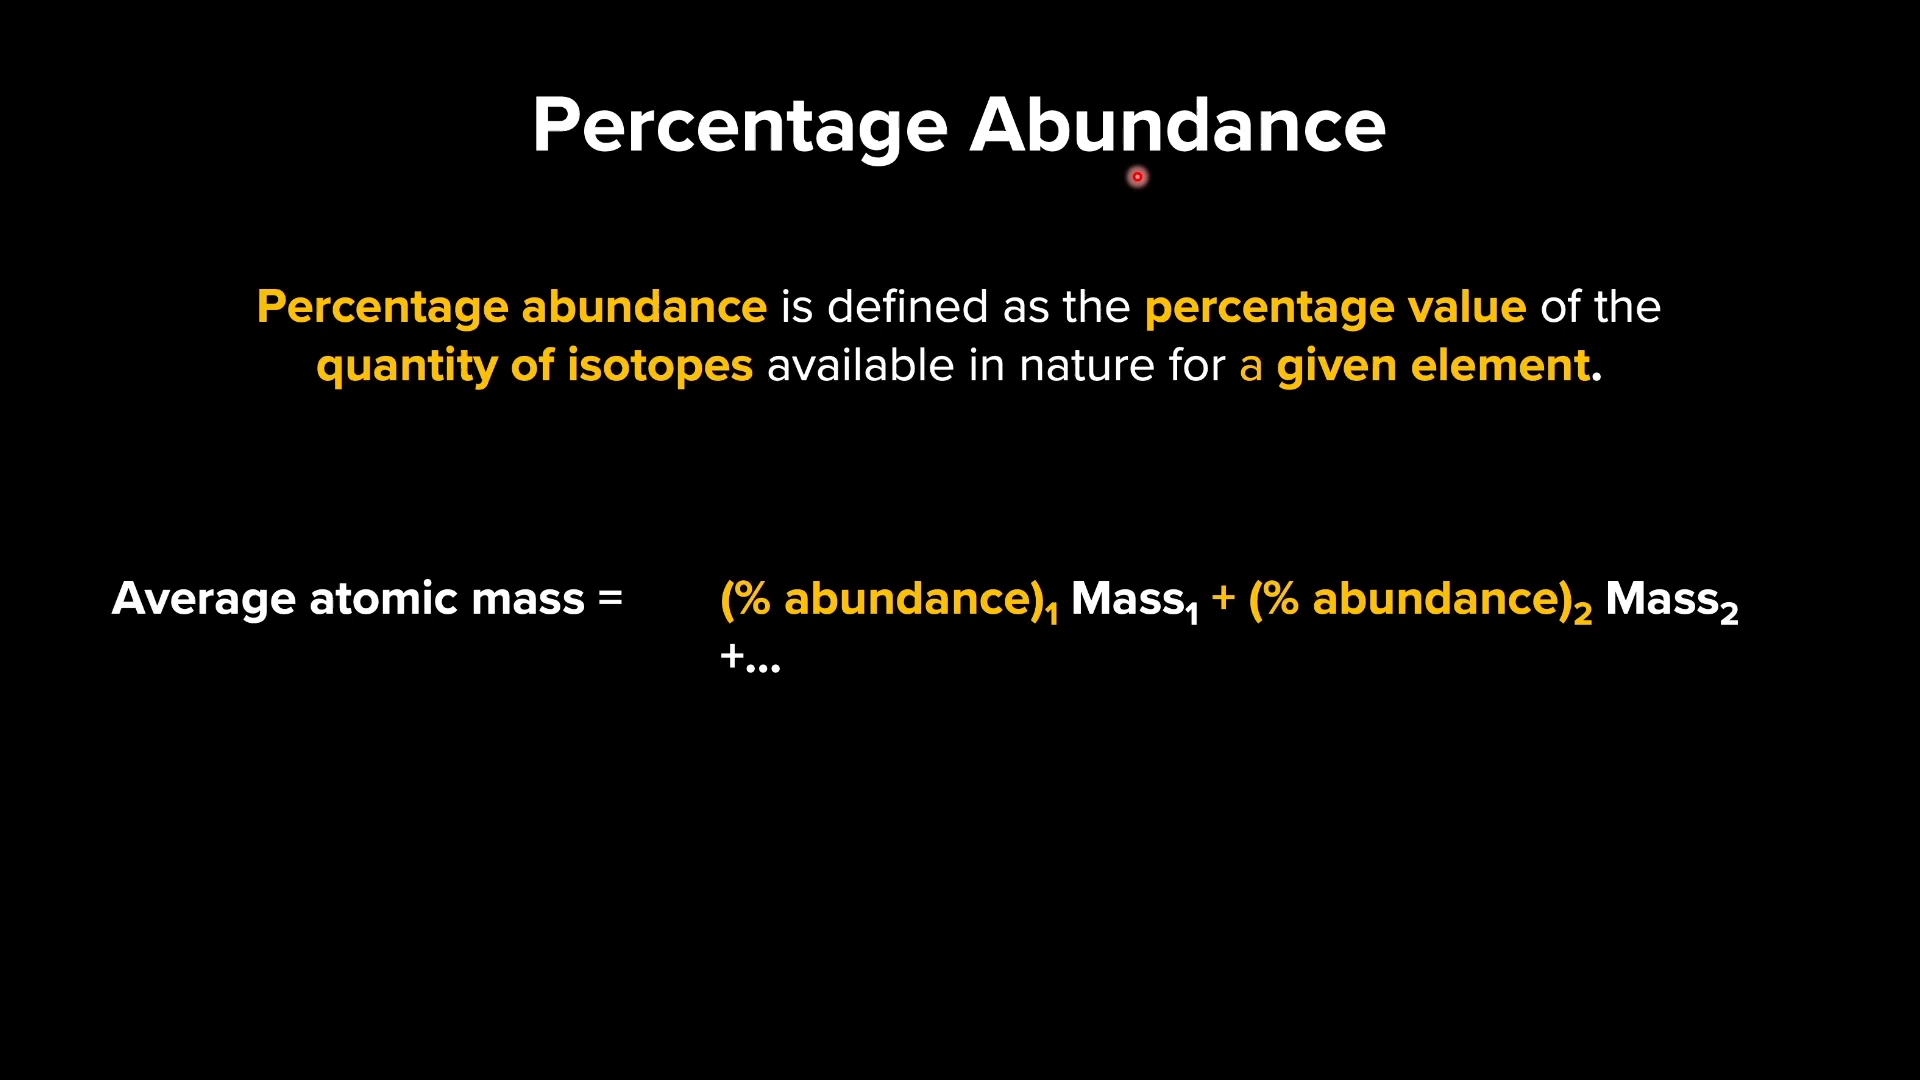 Percentage Abundance
Percentage abundance is defined as the percentage value of the
quantity of isotopes available in nature for a given element.
Average atomic mass = (% abundance)₁ Mass₁ + (% abundance)₂ Mass₂
+...